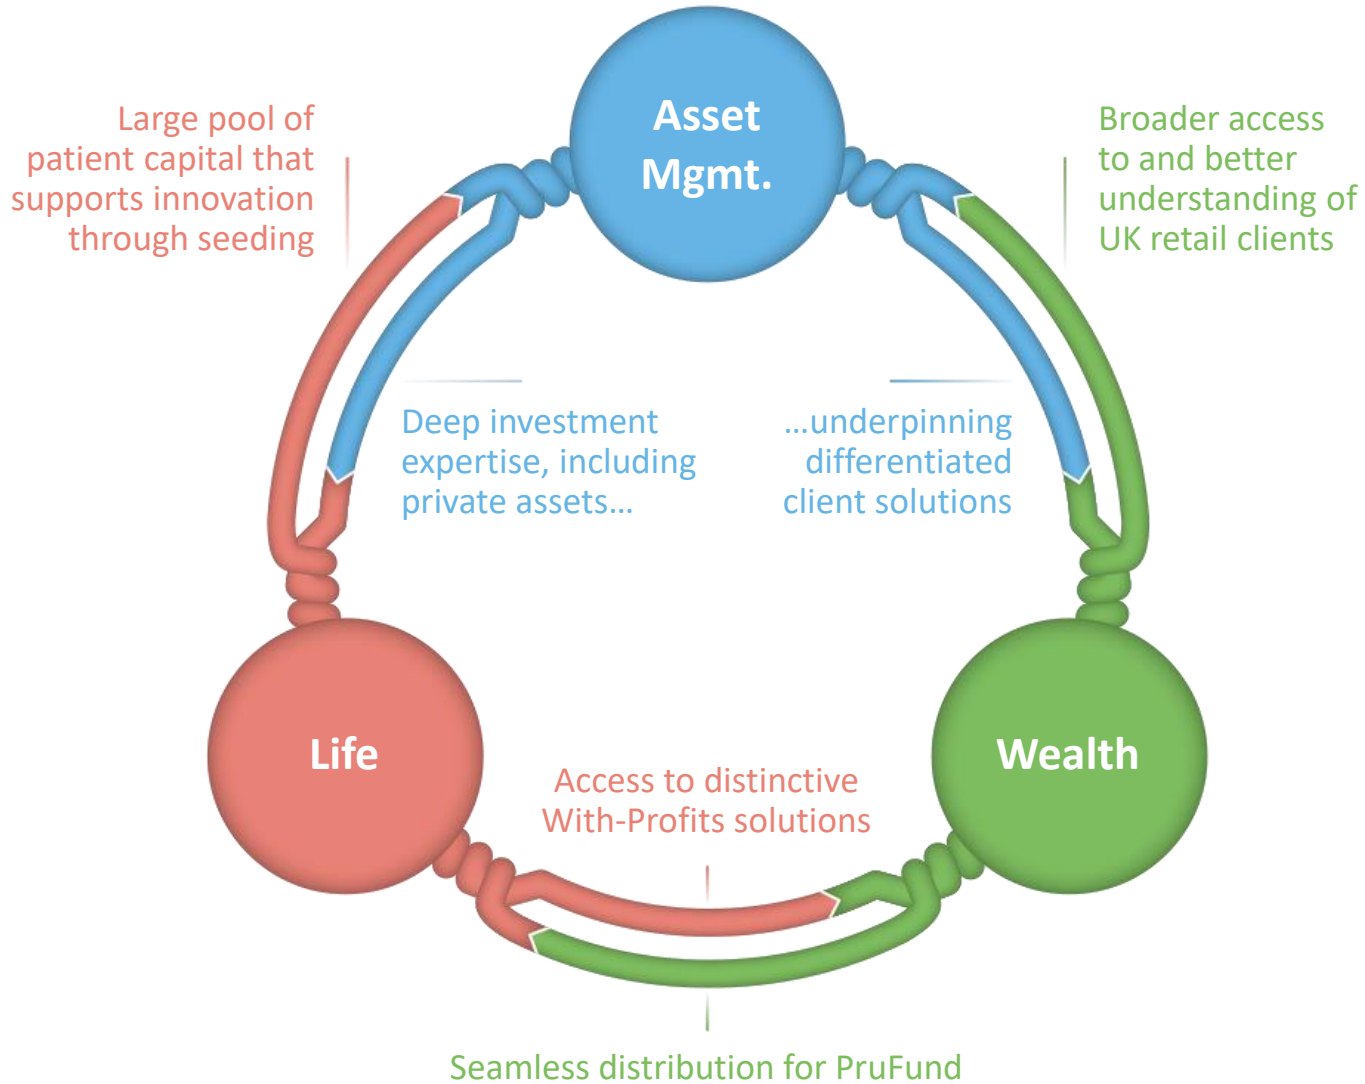 Asset
Mgmt.
Large pool of
patient capital that
supports innovation
through seeding
Broader access
to and better
understanding of
UK retail clients
Deep investment
expertise, including
private assets…
…underpinning
differentiated
client solutions
Life
Wealth
Access to distinctive
With-Profits solutions
Seamless distribution for PruFund